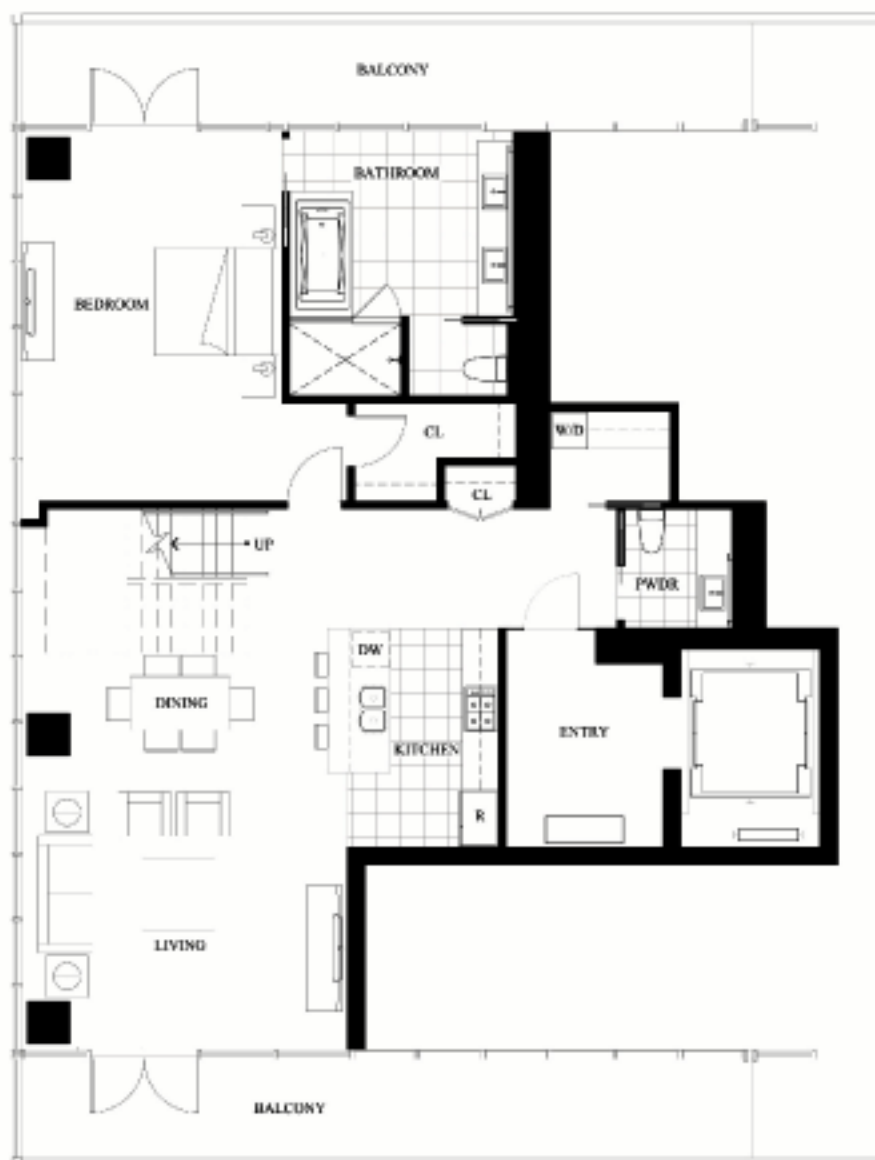 BALCONY
BATHROOM
BEDROOM
CL
W/D
CL
UP
PWDR
DW
DINING
ENTRY
KITCHEN
R
LIVING
BALCONY